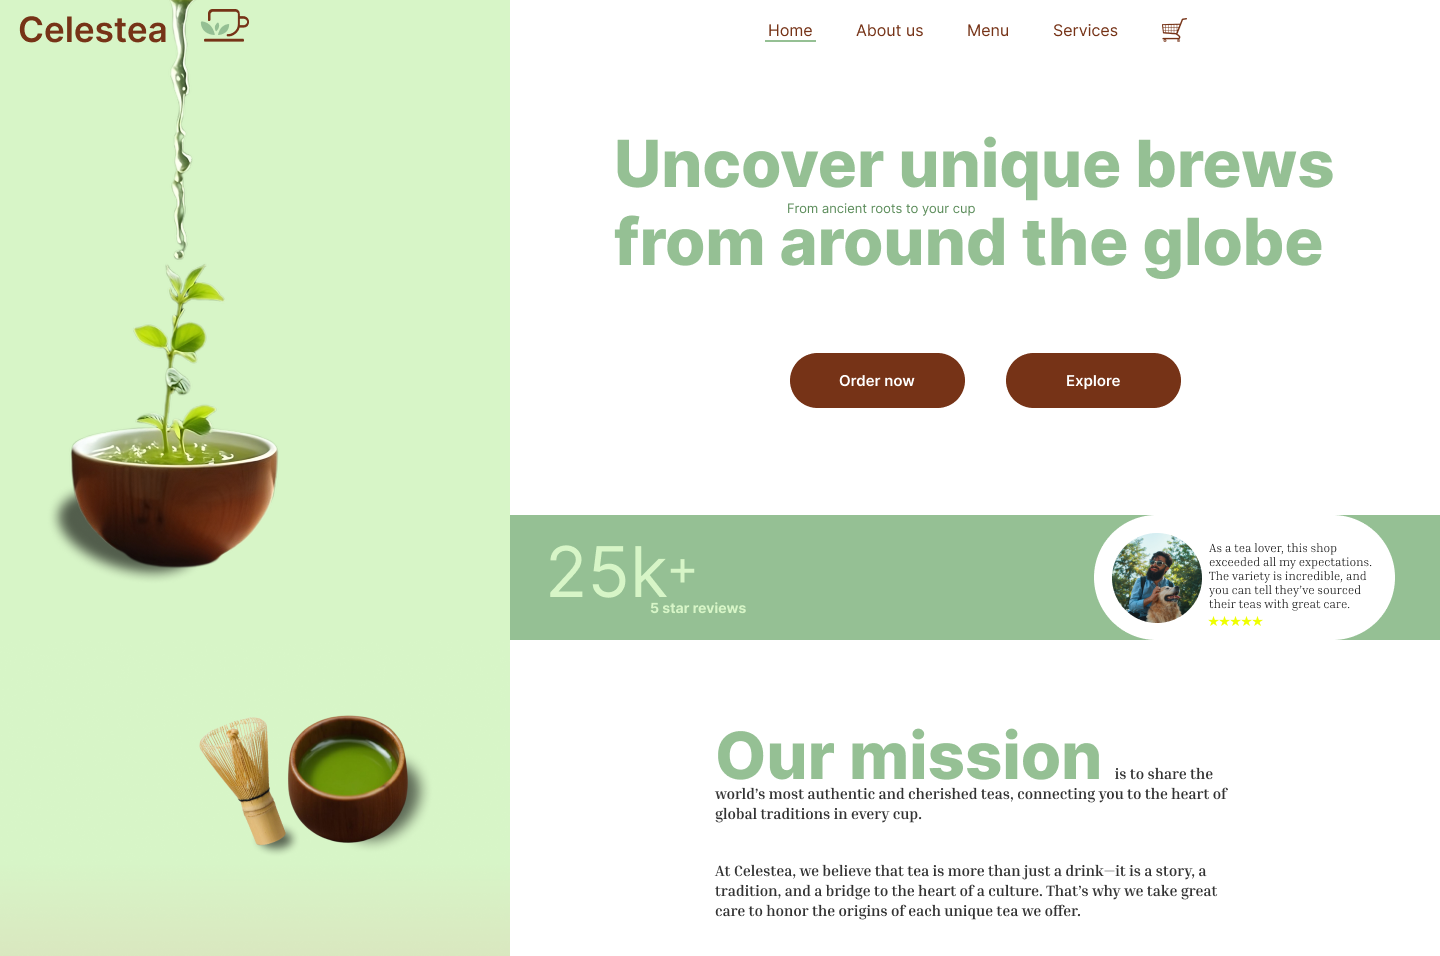 Celestea
Home
About us
Menu
Services
Uncover unique brews
From ancient roots to your cup
from around the globe
Order now
Explore
25k+
5 star reviews
As a tea lover, this shop
exceeded all my expectations.
The variety is incredible, and
you can tell they've sourced
their teas with great care.
Our mission is to share the
world's most authentic and cherished teas, connecting you to the heart of
global traditions in every cup.
At Celestea, we believe that tea is more than just a drink—it is a story, a
tradition, and a bridge to the heart of a culture. That's why we take great
care to honor the origins of each unique tea we offer.